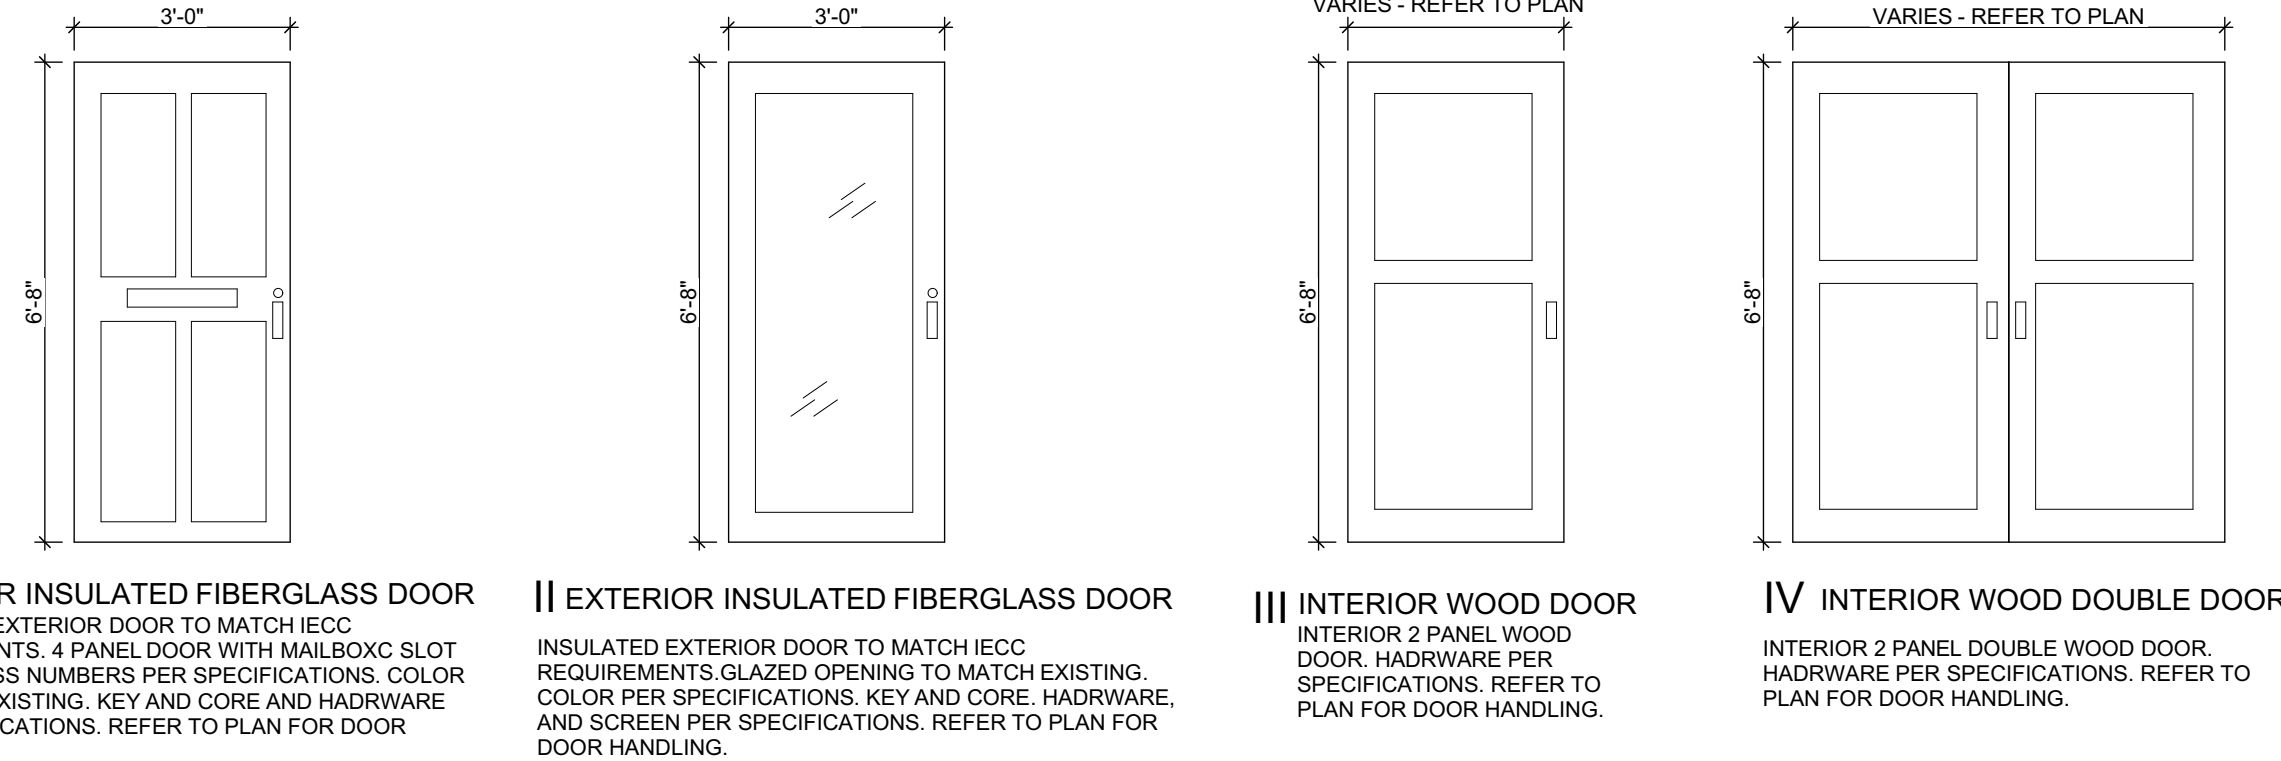 3'-0"
6'-8"
R INSULATED FIBERGLASS DOOR
EXTERIOR DOOR TO MATCH IECC
NTS. 4 PANEL DOOR WITH MAILBOXC SLOT
SS NUMBERS PER SPECIFICATIONS. COLOR
XISTING. KEY AND CORE AND HADRWARE
CATIONS. REFER TO PLAN FOR DOOR
3'-0"
6'-8"
II EXTERIOR INSULATED FIBERGLASS DOOR
INSULATED EXTERIOR DOOR TO MATCH IECC
REQUIREMENTS.GLAZED OPENING TO MATCH EXISTING.
COLOR PER SPECIFICATIONS. KEY AND CORE. HADRWARE,
AND SCREEN PER SPECIFICATIONS. REFER TO PLAN FOR
DOOR HANDLING.
VARIES - REFER TO PLAN
6'-8"
III INTERIOR WOOD DOOR
INTERIOR 2 PANEL WOOD
DOOR. HADRWARE PER
SPECIFICATIONS. REFER TO
PLAN FOR DOOR HANDLING.
VARIES - REFER TO PLAN
6'-8"
IV INTERIOR WOOD DOUBLE DOOR
INTERIOR 2 PANEL DOUBLE WOOD DOOR.
HADRWARE PER SPECIFICATIONS. REFER TO
PLAN FOR DOOR HANDLING.